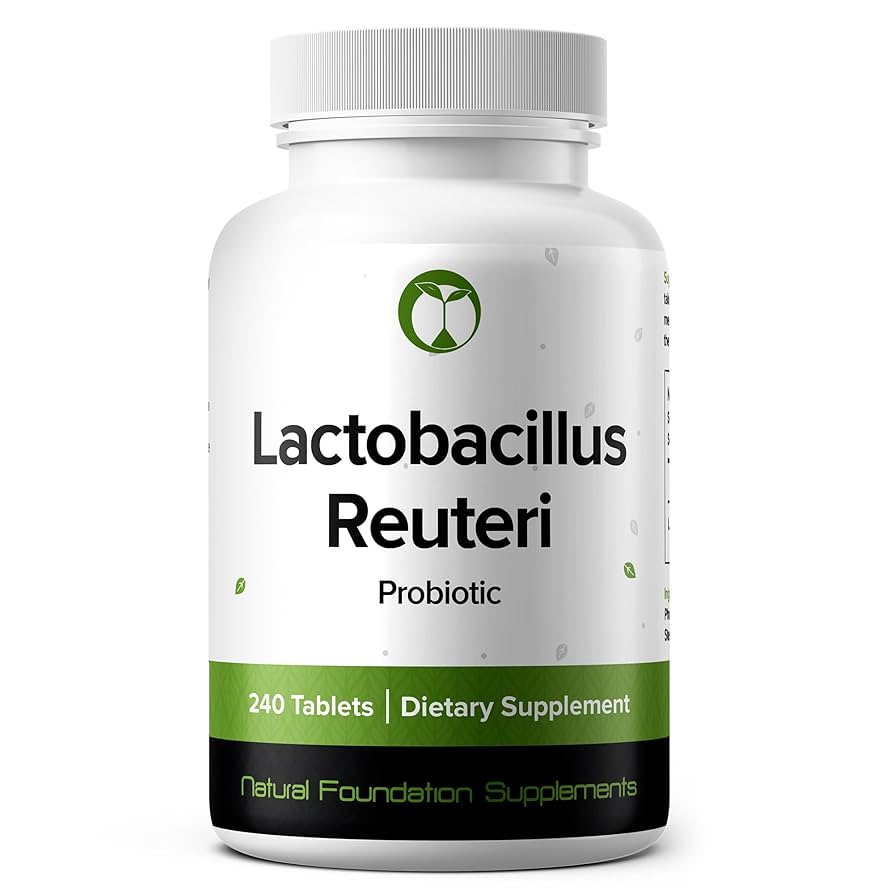 Lactobacillus
Reuteri
Probiotic
240 Tablets | Dietary Supplement
Natural Foundation Supplements